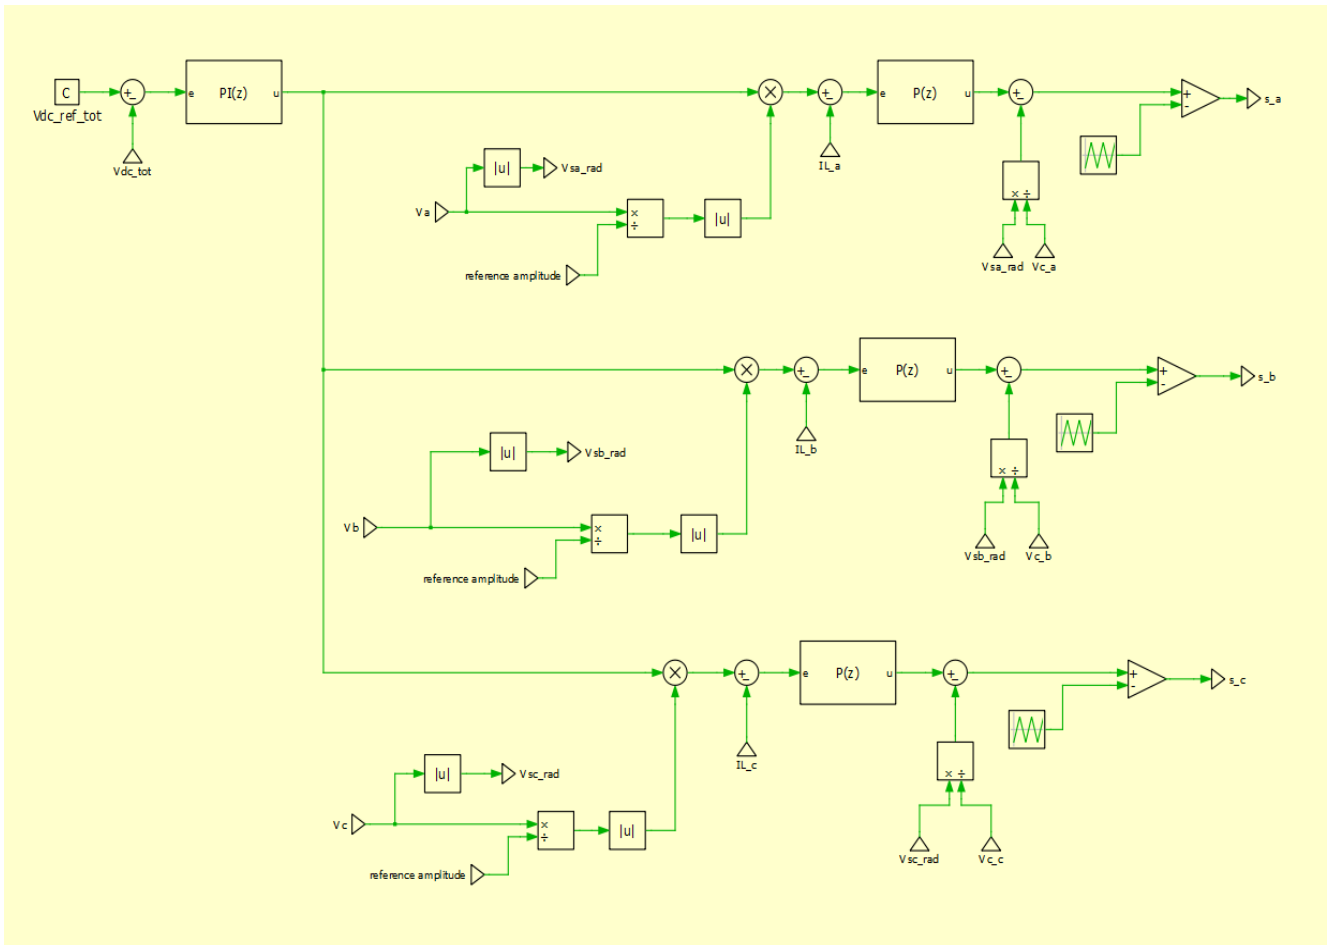 C
Vdc_ref_tot
+
-
Vdc_tot
e PI(z) u
×
+
-
IL_a
e P(z) u
+
-
+
-
s_a
|u|
Vsa_rad
Va
×
÷
|u|
reference amplitude
× ÷
Vsa_rad
Vc_a
×
+
-
IL_b
e P(z) u
+
-
+
-
s_b
|u|
Vsb_rad
Vb
×
÷
|u|
reference amplitude
× ÷
Vsb_rad
Vc_b
×
+
-
IL_c
e P(z) u
+
-
+
-
s_c
|u|
Vsc_rad
Vc
×
÷
|u|
reference amplitude
× ÷
Vsc_rad
Vc_c